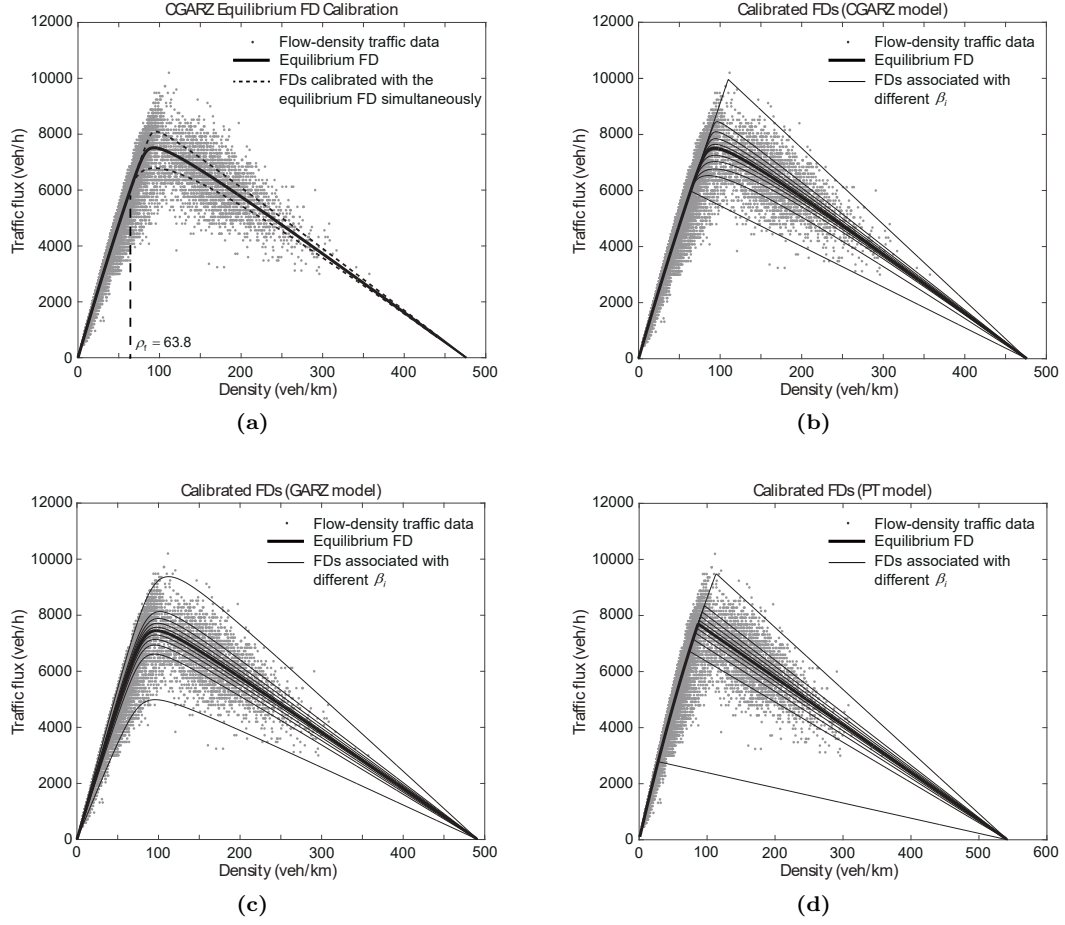 CGARZ Equilibrium FD Calibration
12000
10000
8000
6000
4000
2000
0
Traffic flux (veh/h)
Flow-density traffic data
Equilibrium FD
FDs calibrated with the
equilibrium FD simultaneously
ρf = 63.8
0 100 200 300 400 500
Density (veh/km)
(a)
Calibrated FDs (CGARZ model)
12000
10000
8000
6000
4000
2000
0
Traffic flux (veh/h)
Flow-density traffic data
Equilibrium FD
FDs associated with
different βi
0 100 200 300 400 500
Density (veh/km)
(b)
Calibrated FDs (GARZ model)
12000
10000
8000
6000
4000
2000
0
Traffic flux (veh/h)
Flow-density traffic data
Equilibrium FD
FDs associated with
different βi
0 100 200 300 400 500
Density (veh/km)
(c)
Calibrated FDs (PT model)
12000
10000
8000
6000
4000
2000
0
Traffic flux (veh/h)
Flow-density traffic data
Equilibrium FD
FDs associated with
different βi
0 100 200 300 400 500 600
Density (veh/km)
(d)